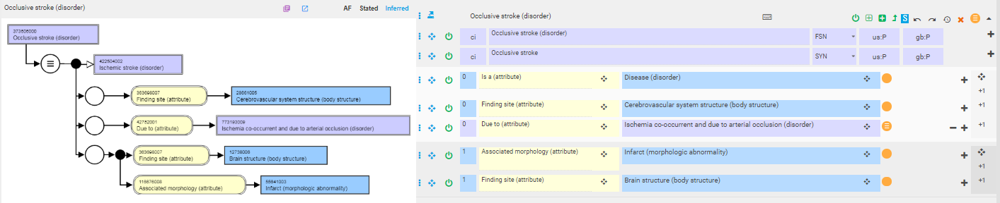 Occlusive stroke (disorder)
AF Stated Inferred
373606000
Occlusive stroke (disorder)
422504002
Ischemic stroke (disorder)
363698007
Finding site (attribute)
28661005
Cerebrovascular system structure (body structure)
42752001
Due to (attribute)
773193009
Ischemia co-occurrent and due to arterial occlusion (disorder)
363698007
Finding site (attribute)
12738006
Brain structure (body structure)
116676008
Associated morphology (attribute)
55641003
Infarct (morphologic abnormality)
Occlusive stroke (disorder)
S
ci Occlusive stroke (disorder) FSN us:P gb:P
ci Occlusive stroke SYN us:P gb:P
0 Is a (attribute) Disease (disorder)
+1
0 Finding site (attribute) Cerebrovascular system structure (body structure) +1
0 Due to (attribute) Ischemia co-occurrent and due to arterial occlusion (disorder) +1
1 Associated morphology (attribute) Infarct (morphologic abnormality)
+1
1 Finding site (attribute) Brain structure (body structure) +1